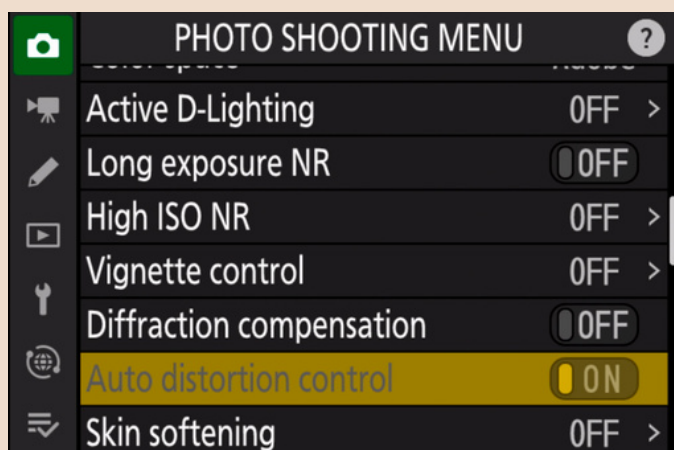 PHOTO SHOOTING MENU ?
Active D-Lighting OFF >
Long exposure NR OFF
High ISO NR OFF >
Vignette control OFF >
Diffraction compensation OFF
Auto distortion control ON
Skin softening OFF >